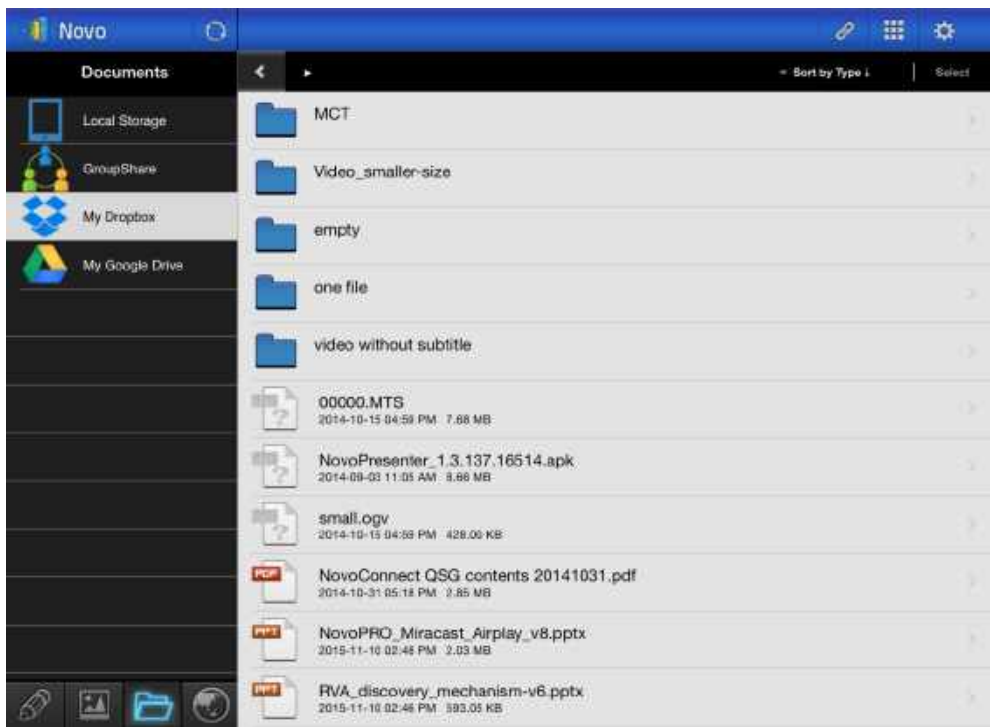 Novo
Documents
Sort by Type ↓
Select
Local Storage
GroupShare
My Dropbox
My Google Drive
MCT
Video_smaller-size
empty
one file
video without subtitle
00000.MTS
2014-10-15 04:59 PM 7.68 MB
NovoPresenter_1.3.137.16514.apk
2014-09-03 11:05 AM 8.66 MB
small.ogv
2014-10-15 04:59 PM 428.00 KB
PDF
NovoConnect QSG contents 20141031.pdf
2014-10-31 05:18 PM 2.85 MB
PPT
NovoPRO_Miracast_Airplay_v8.pptx
2015-11-10 02:46 PM 2.03 MB
PPT
RVA_discovery_mechanism-v6.pptx
2015-11-10 02:46 PM 593.05 KB